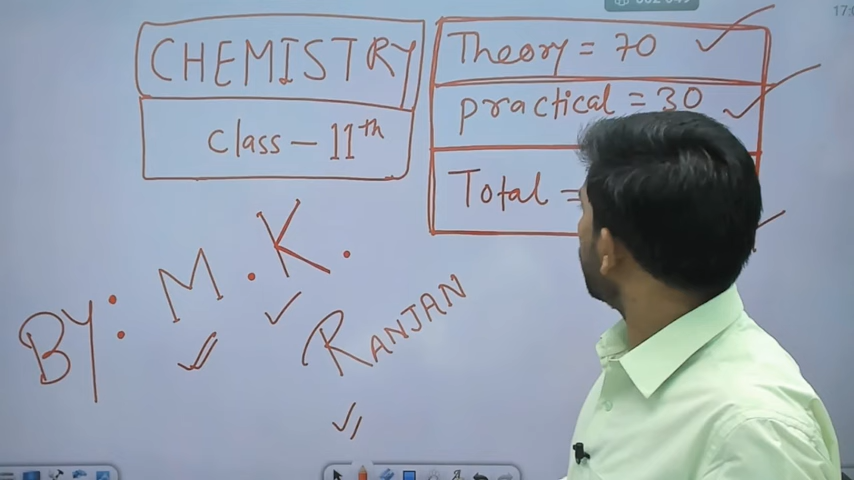 CHEMISTRY
Class - 11th
Theory = 70
practical = 30
Total =
BY: M.K.
RANJAN